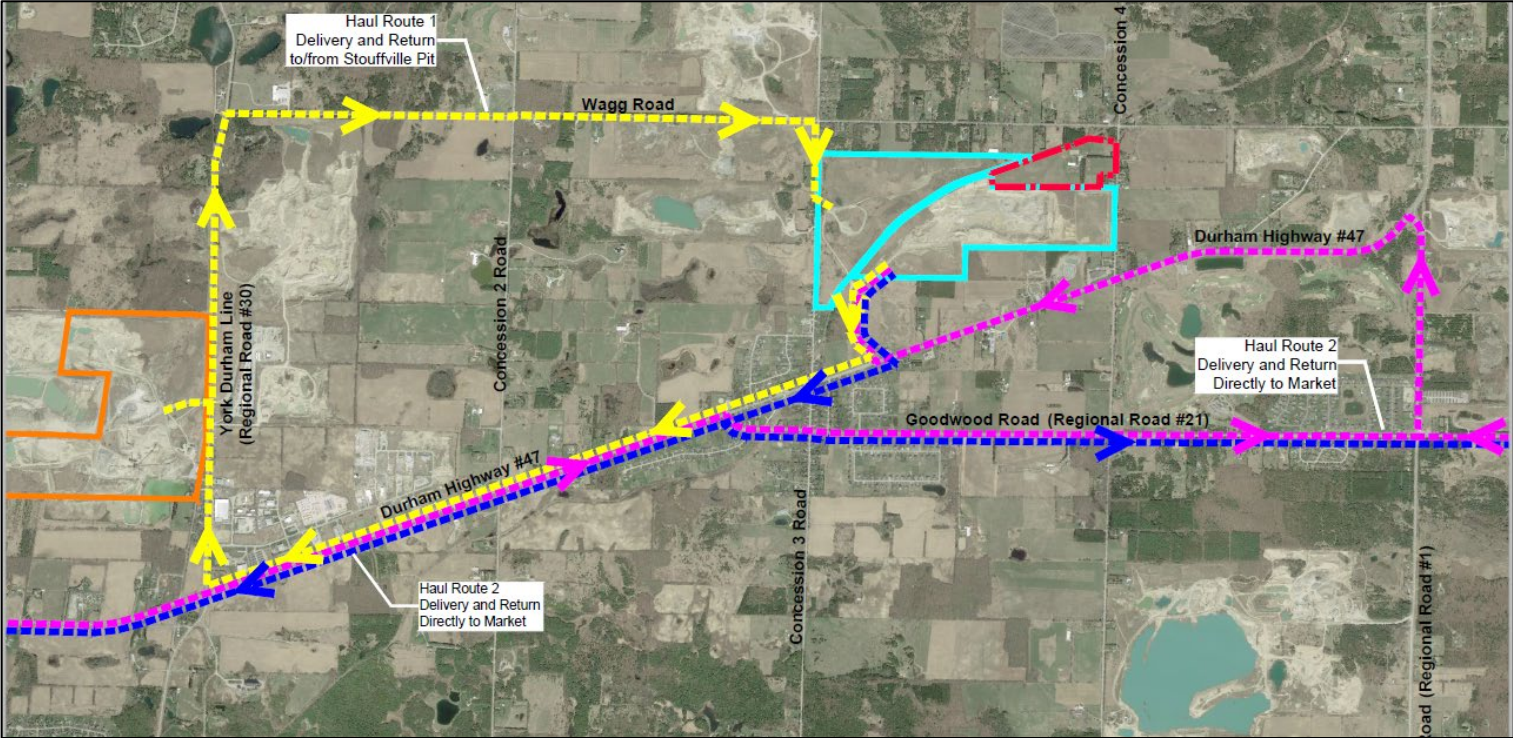 Haul Route 1
Delivery and Return
to/from Stouffville Pit
Wagg Road
Concession 4
Concession 2 Road
York Durham Line
(Regional Road #30)
Durham Highway #47
Haul Route 2
Delivery and Return
Directly to Market
Goodwood Road (Regional Road #21)
Durham Highway #47
Haul Route 2
Delivery and Return
Directly to Market
Concession 3 Road
(Regional Road #1)